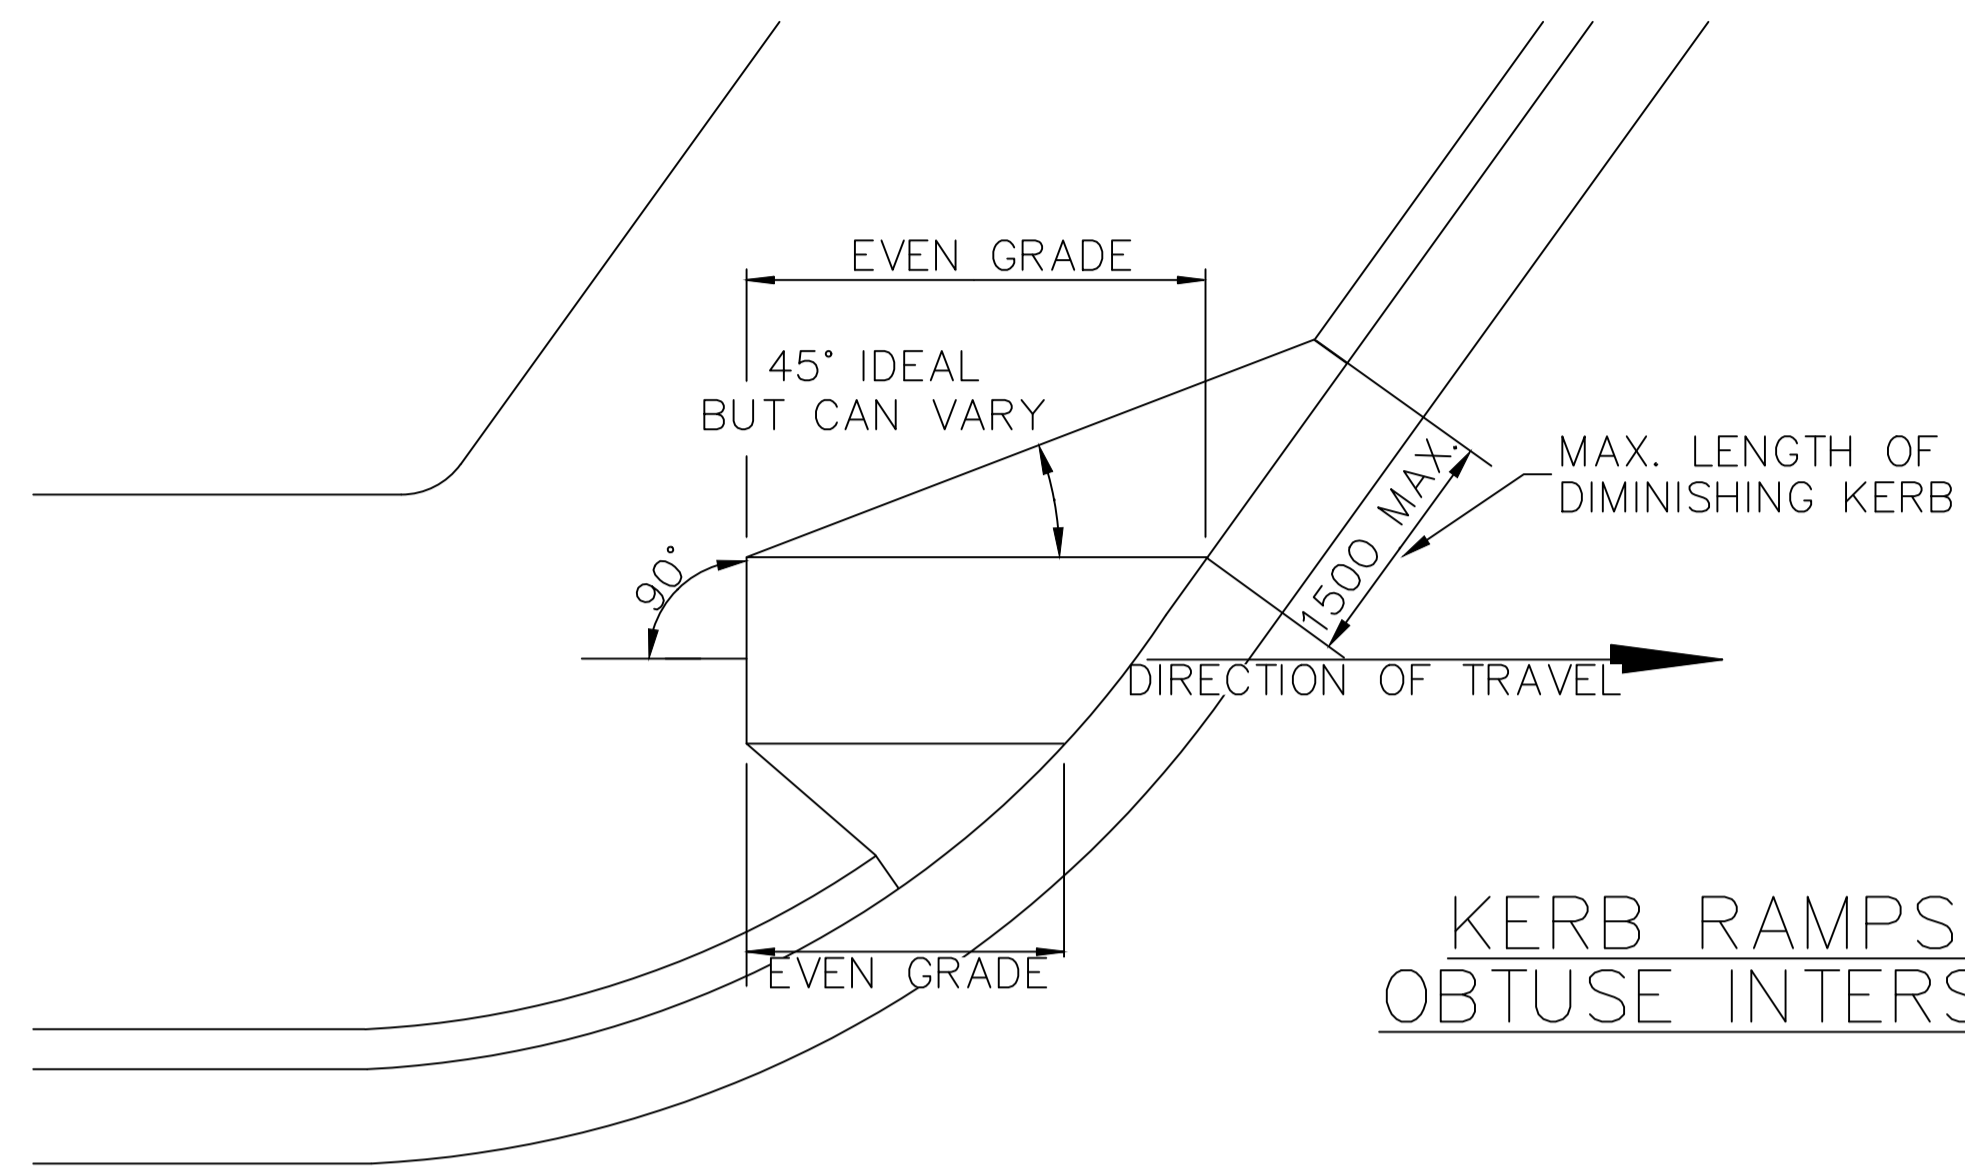 EVEN GRADE
45° IDEAL
BUT CAN VARY
MAX. LENGTH OF
DIMINISHING KERB
1500 MAX.
90°
DIRECTION OF TRAVEL
EVEN GRADE
KERB RAMPS
OBTUSE